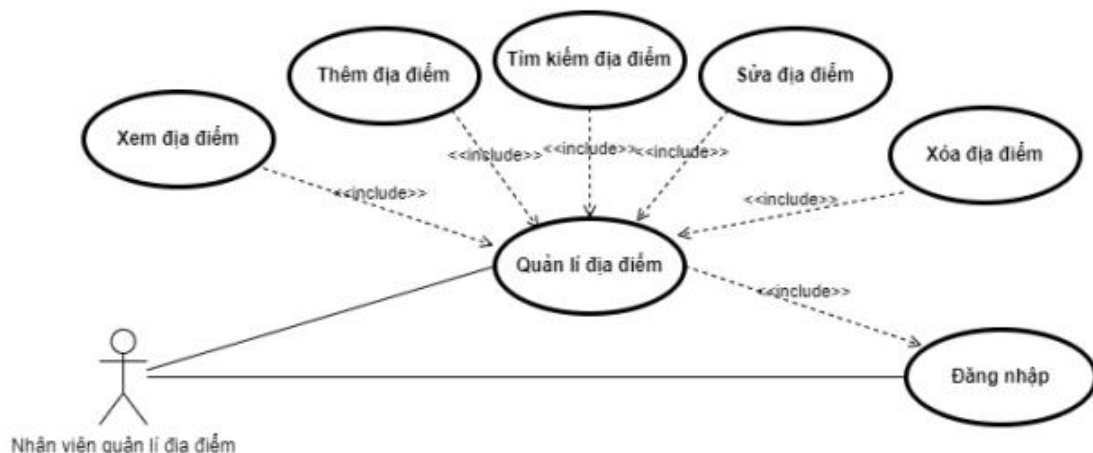 Tìm kiếm địa điểm
Thêm địa điểm
Sửa địa điểm
Xem địa điểm
Xóa địa điểm
<<include>>
<<include>>
<<include>>
<<include>>
<<include>>
Quản lí địa điểm
<<include>>
Đăng nhập
Nhân viên quản lí địa điểm